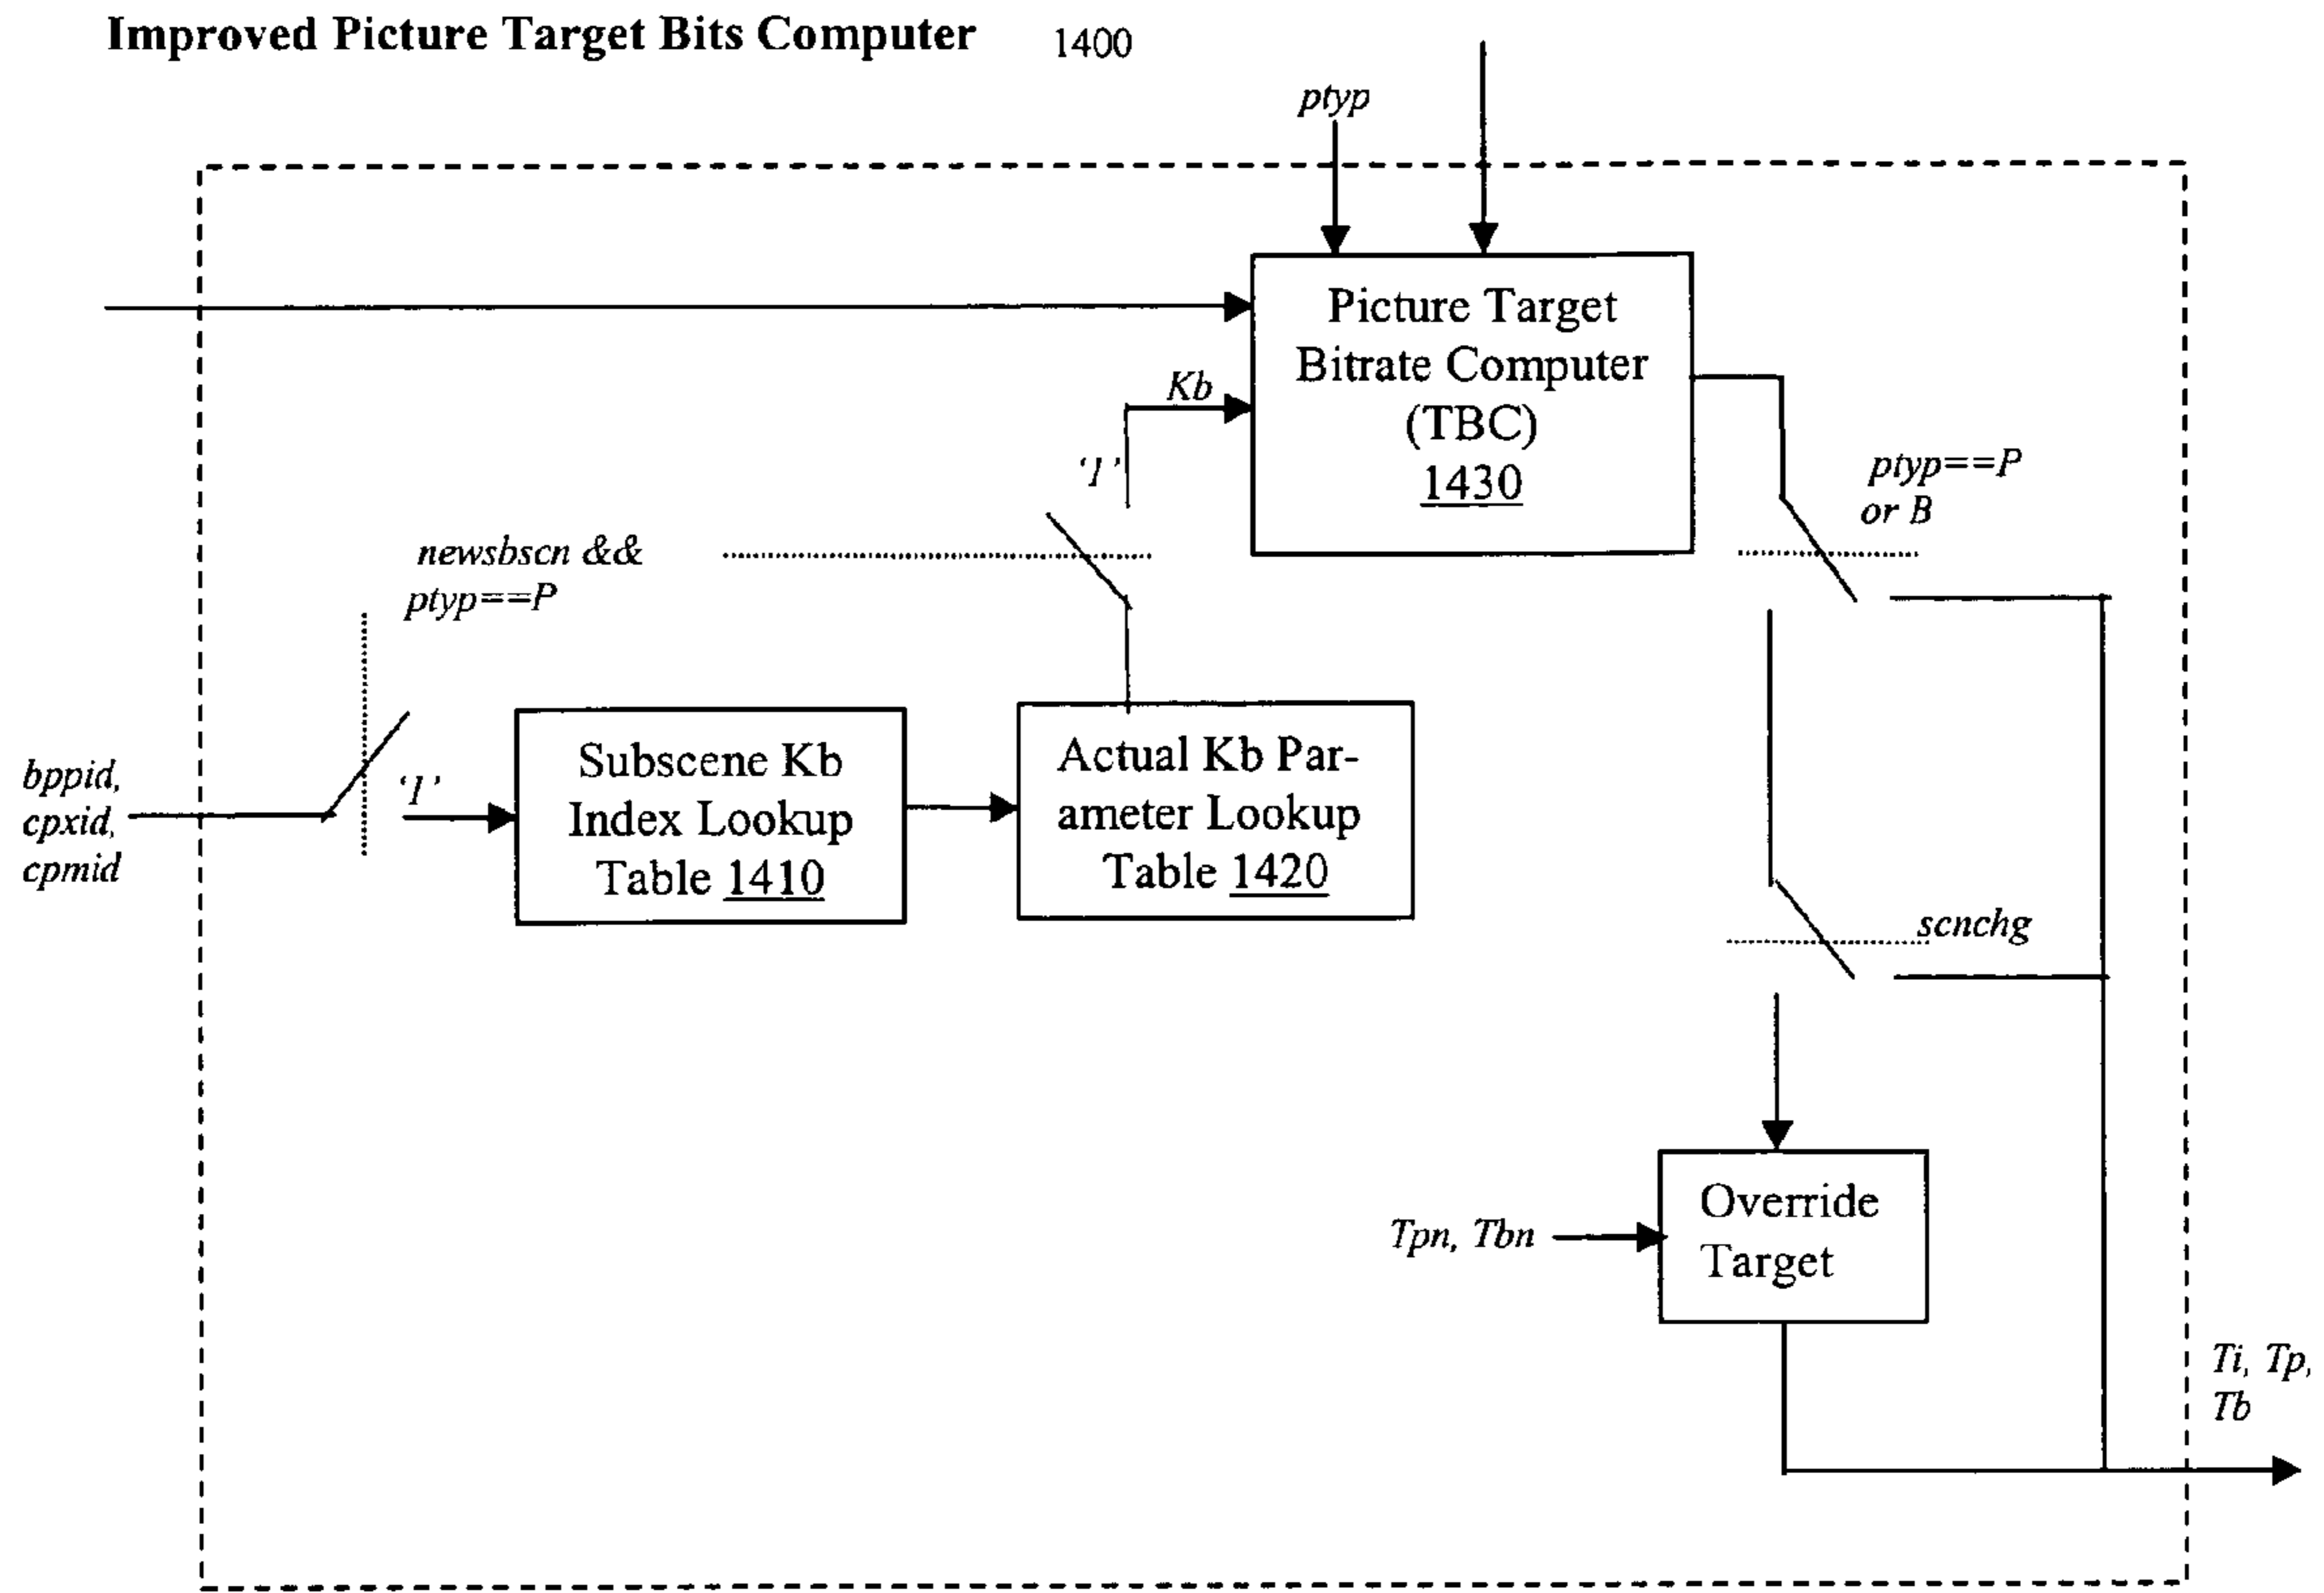 Improved Picture Target Bits Computer 1400
ptyp
Picture Target
Bitrate Computer
(TBC)
1430
Kb
‘1’
ptyp==P
or B
newsbscn &&
ptyp==P
bppid,
cpxid,
cpmid
‘1’
Subscene Kb
Index Lookup
Table 1410
Actual Kb Par-
ameter Lookup
Table 1420
scnchg
Override
Target
Tpn, Tbn
Ti, Tp,
Tb